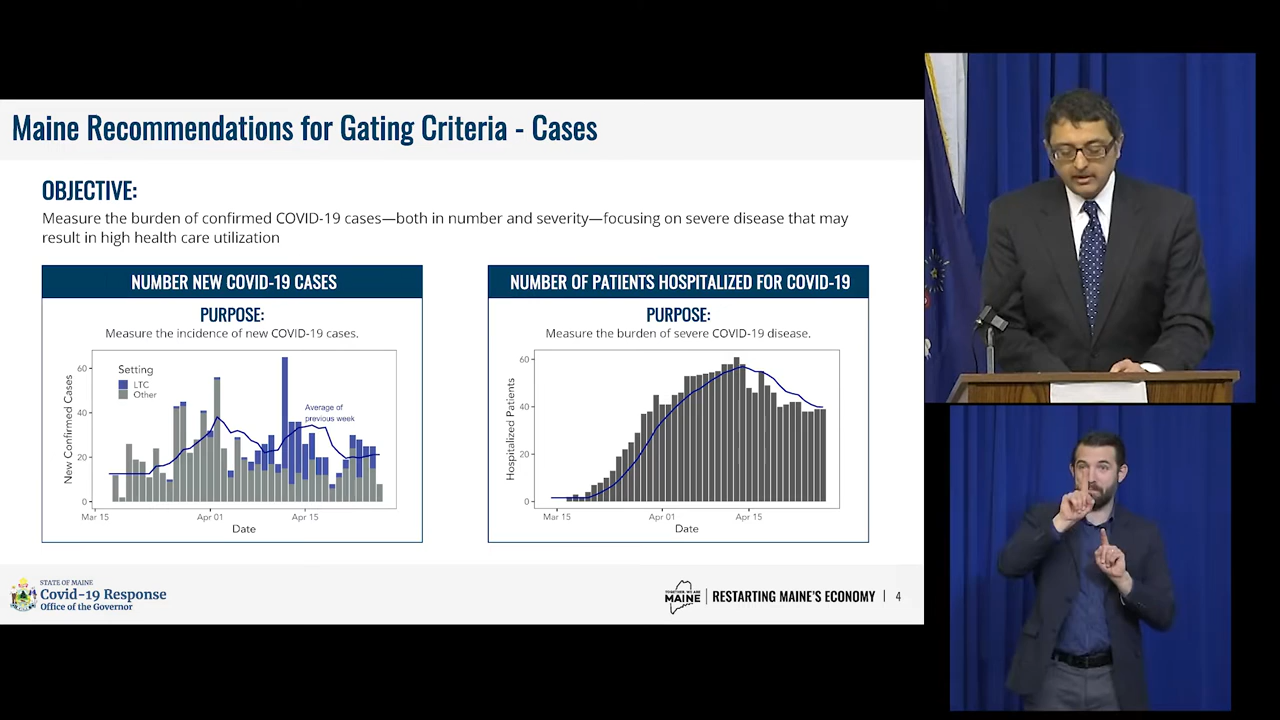 Maine Recommendations for Gating Criteria - Cases
OBJECTIVE:
Measure the burden of confirmed COVID-19 cases—both in number and severity—focusing on severe disease that may
result in high health care utilization
NUMBER NEW COVID-19 CASES
PURPOSE:
Measure the incidence of new COVID-19 cases.
Setting
LTC
Other
Average of
previous week
New Confirmed Cases
60
40
20
0
Mar 15
Apr 01
Apr 15
Date
NUMBER OF PATIENTS HOSPITALIZED FOR COVID-19
PURPOSE:
Measure the burden of severe COVID-19 disease.
Hospitalized Patients
60
40
20
0
Mar 15
Apr 01
Apr 15
Date
STATE OF MAINE
Covid-19 Response
Office of the Governor
TOGETHER, WE ARE
MAINE
RESTARTING MAINE'S ECONOMY | 4